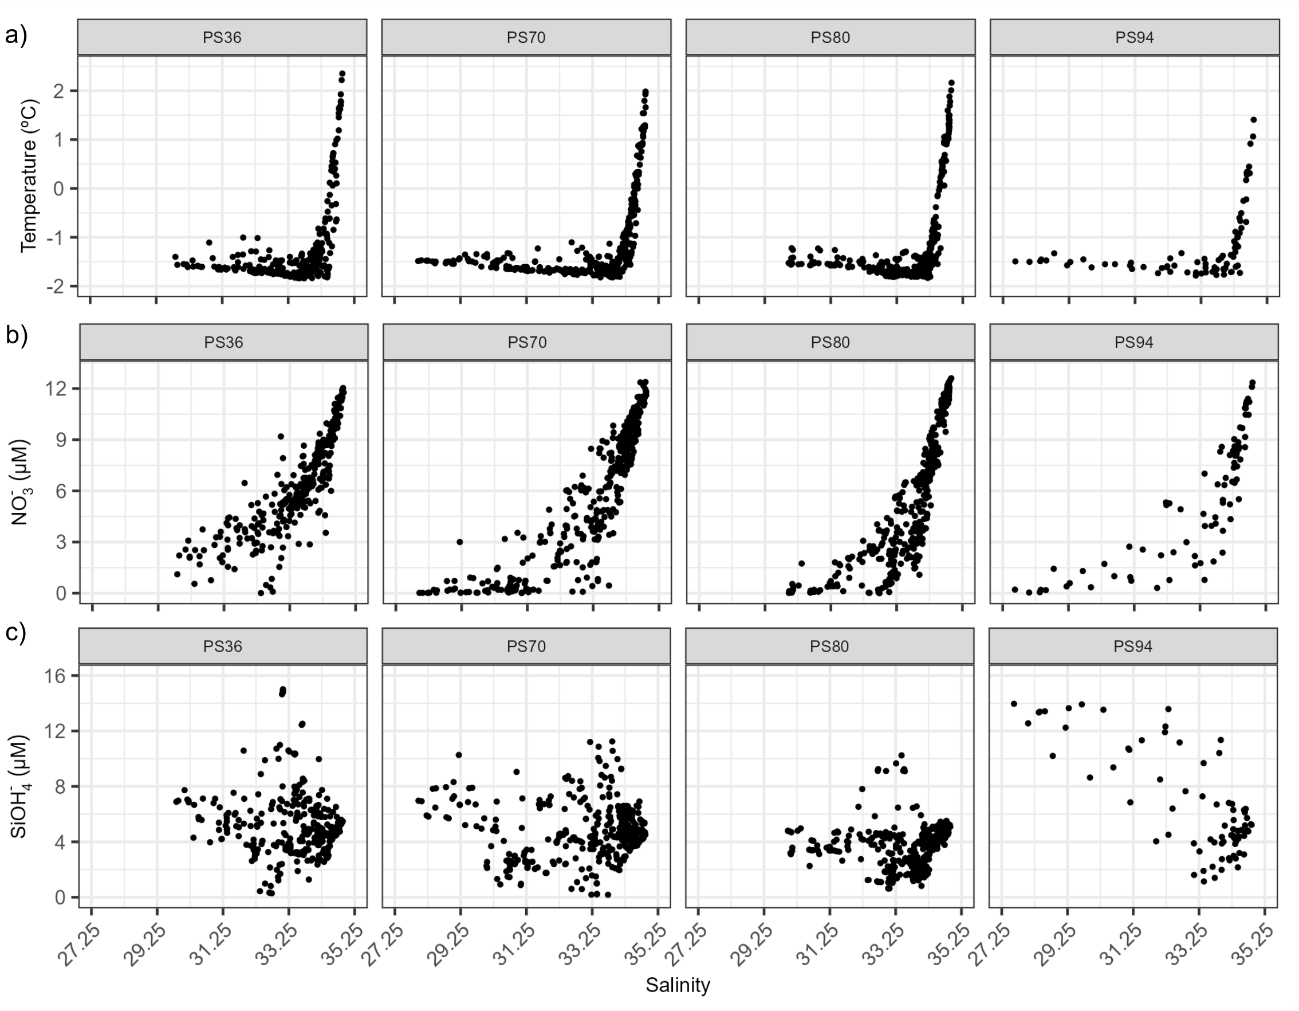 a)
PS36 PS70 PS80 PS94
Temperature (ºC)
2
1
0
-1
-2
b)
PS36 PS70 PS80 PS94
NO₃⁻ (µM)
12
9
6
3
0
c)
PS36 PS70 PS80 PS94
SiOH₄⁻ (µM)
16
12
8
4
0
27.25 29.25 31.25 33.25 35.25 27.25 29.25 31.25 33.25 35.25 27.25 29.25 31.25 33.25 35.25 27.25 29.25 31.25 33.25 35.25
Salinity